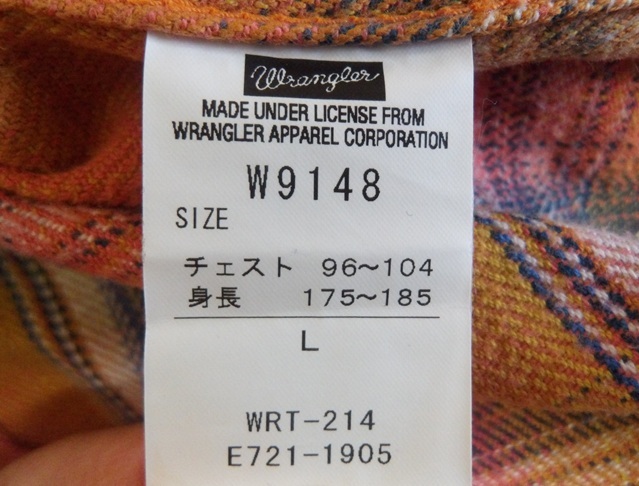 Wrangler
MADE UNDER LICENSE FROM
WRANGLER APPAREL CORPORATION
W9148
SIZE
チェスト 96〜104
身長 175〜185
L
WRT-214
E721-1905